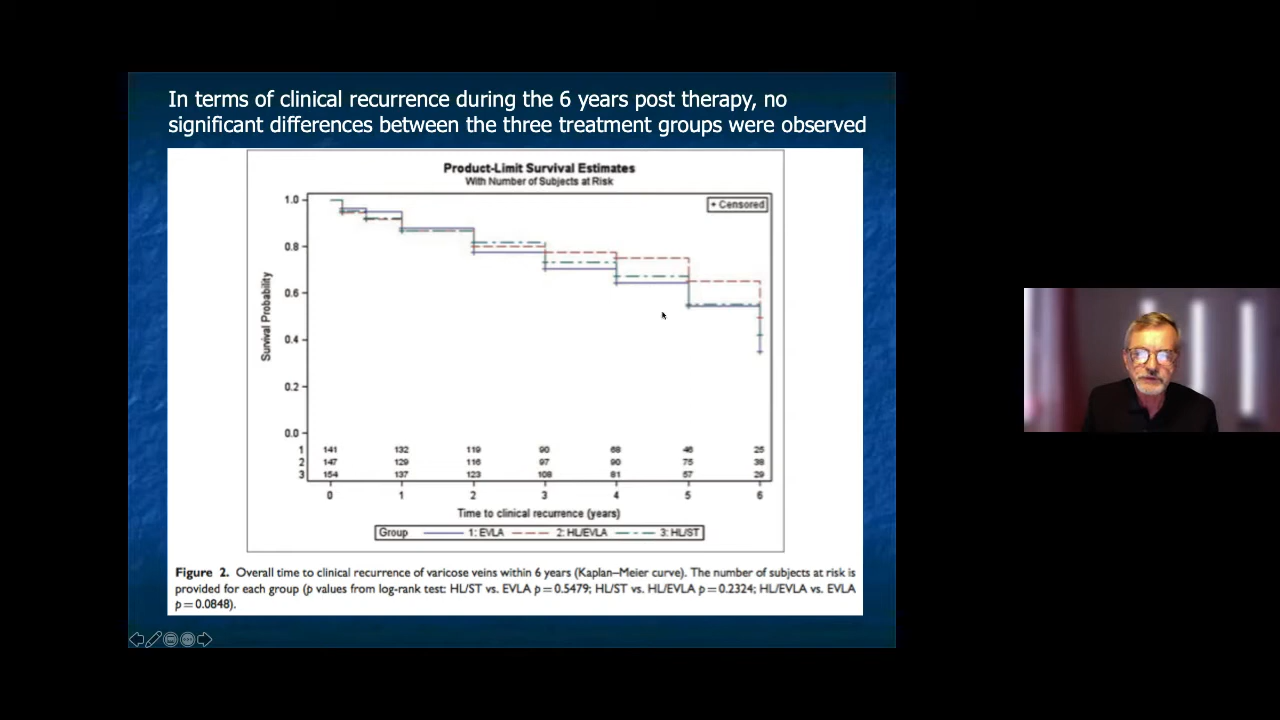 In terms of clinical recurrence during the 6 years post therapy, no
significant differences between the three treatment groups were observed
Product-Limit Survival Estimates
With Number of Subjects at Risk
+ Censored
1.0
0.8
0.6
0.4
0.2
0.0
Survival Probability
1 141 132 119 90 68 46 25
2 147 129 116 97 90 75 38
3 154 137 123 108 81 57 29
0 1 2 3 4 5 6
Time to clinical recurrence (years)
Group 1: EVLA 2: HL/EVLA 3: HL/ST
Figure 2. Overall time to clinical recurrence of varicose veins within 6 years (Kaplan–Meier curve). The number of subjects at risk is
provided for each group (p values from log-rank test: HL/ST vs. EVLA p = 0.5479; HL/ST vs. HL/EVLA p = 0.2324; HL/EVLA vs. EVLA
p = 0.0848).